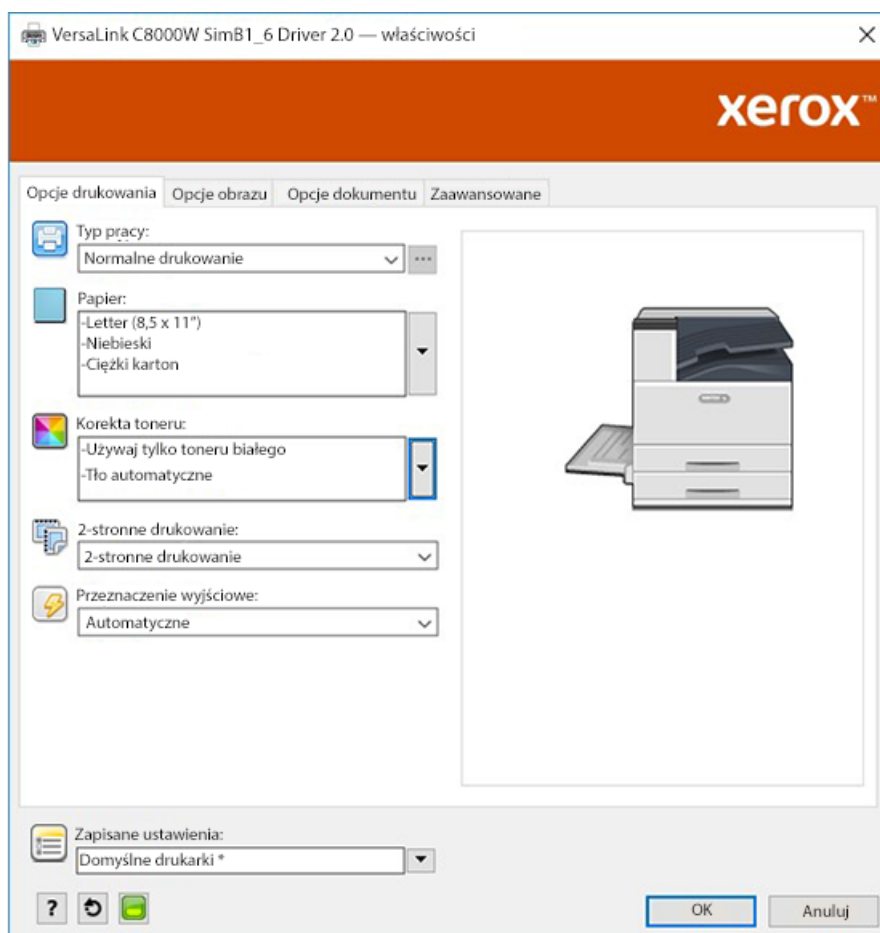 VersaLink C8000W SimB1_6 Driver 2.0 — właściwości
xerox™
Opcje drukowania Opcje obrazu Opcje dokumentu Zaawansowane
Typ pracy:
Normalne drukowanie
Papier:
-Letter (8,5 x 11”)
-Niebieski
-Ciężki karton
Korekta toneru:
-Używaj tylko toneru białego
-Tło automatyczne
2-stronne drukowanie:
2-stronne drukowanie
Przeznaczenie wyjściowe:
Automatyczne
Zapisane ustawienia:
Domyślne drukarki *
? OK Anuluj